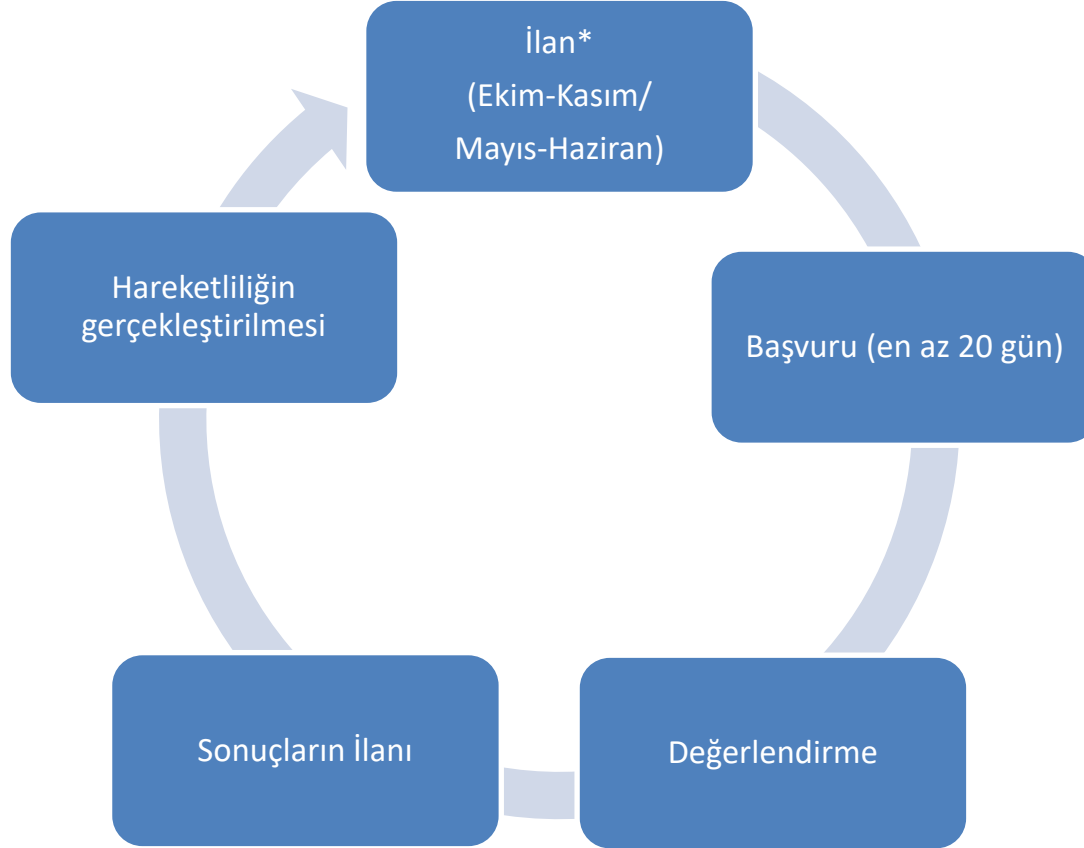 İlan*
(Ekim-Kasım/
Mayıs-Haziran)
Başvuru (en az 20 gün)
Değerlendirme
Sonuçların İlanı
Hareketliliğin
gerçekleştirilmesi